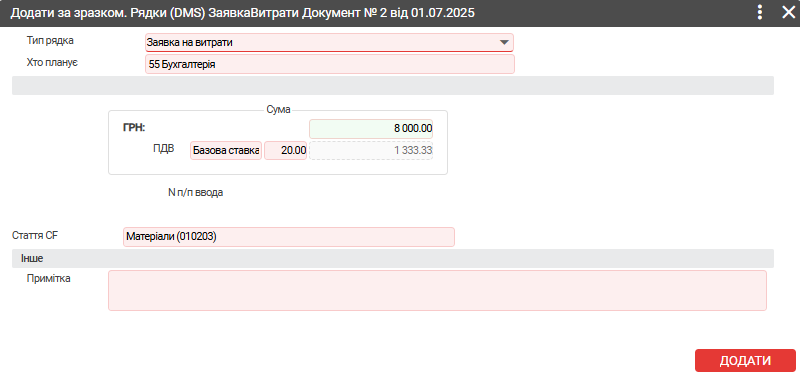 Додати за зразком. Рядки (DMS) ЗаявкаВитрати Документ № 2 від 01.07.2025
Тип рядка Заявка на витрати
Хто планує 55 Бухгалтерія
Сума
ГРН: 8 000.00
ПДВ Базова ставка 20.00 1 333.33
N п/п ввода
Стаття CF Матеріали (010203)
Інше
Примітка
ДОДАТИ